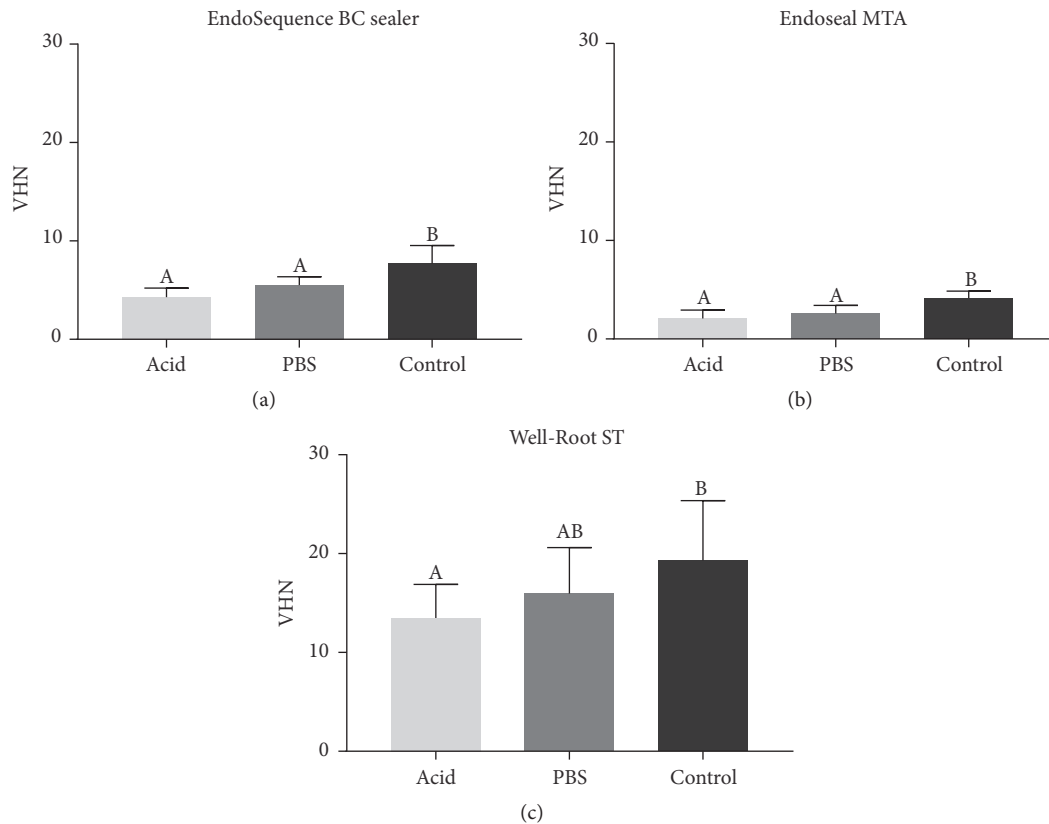 EndoSequence BC sealer
30
20
10
0
VHN
A
A
B
Acid
PBS
Control
(a)
Endoseal MTA
30
20
10
0
VHN
A
A
B
Acid
PBS
Control
(b)
Well-Root ST
30
20
10
0
VHN
A
AB
B
Acid
PBS
Control
(c)